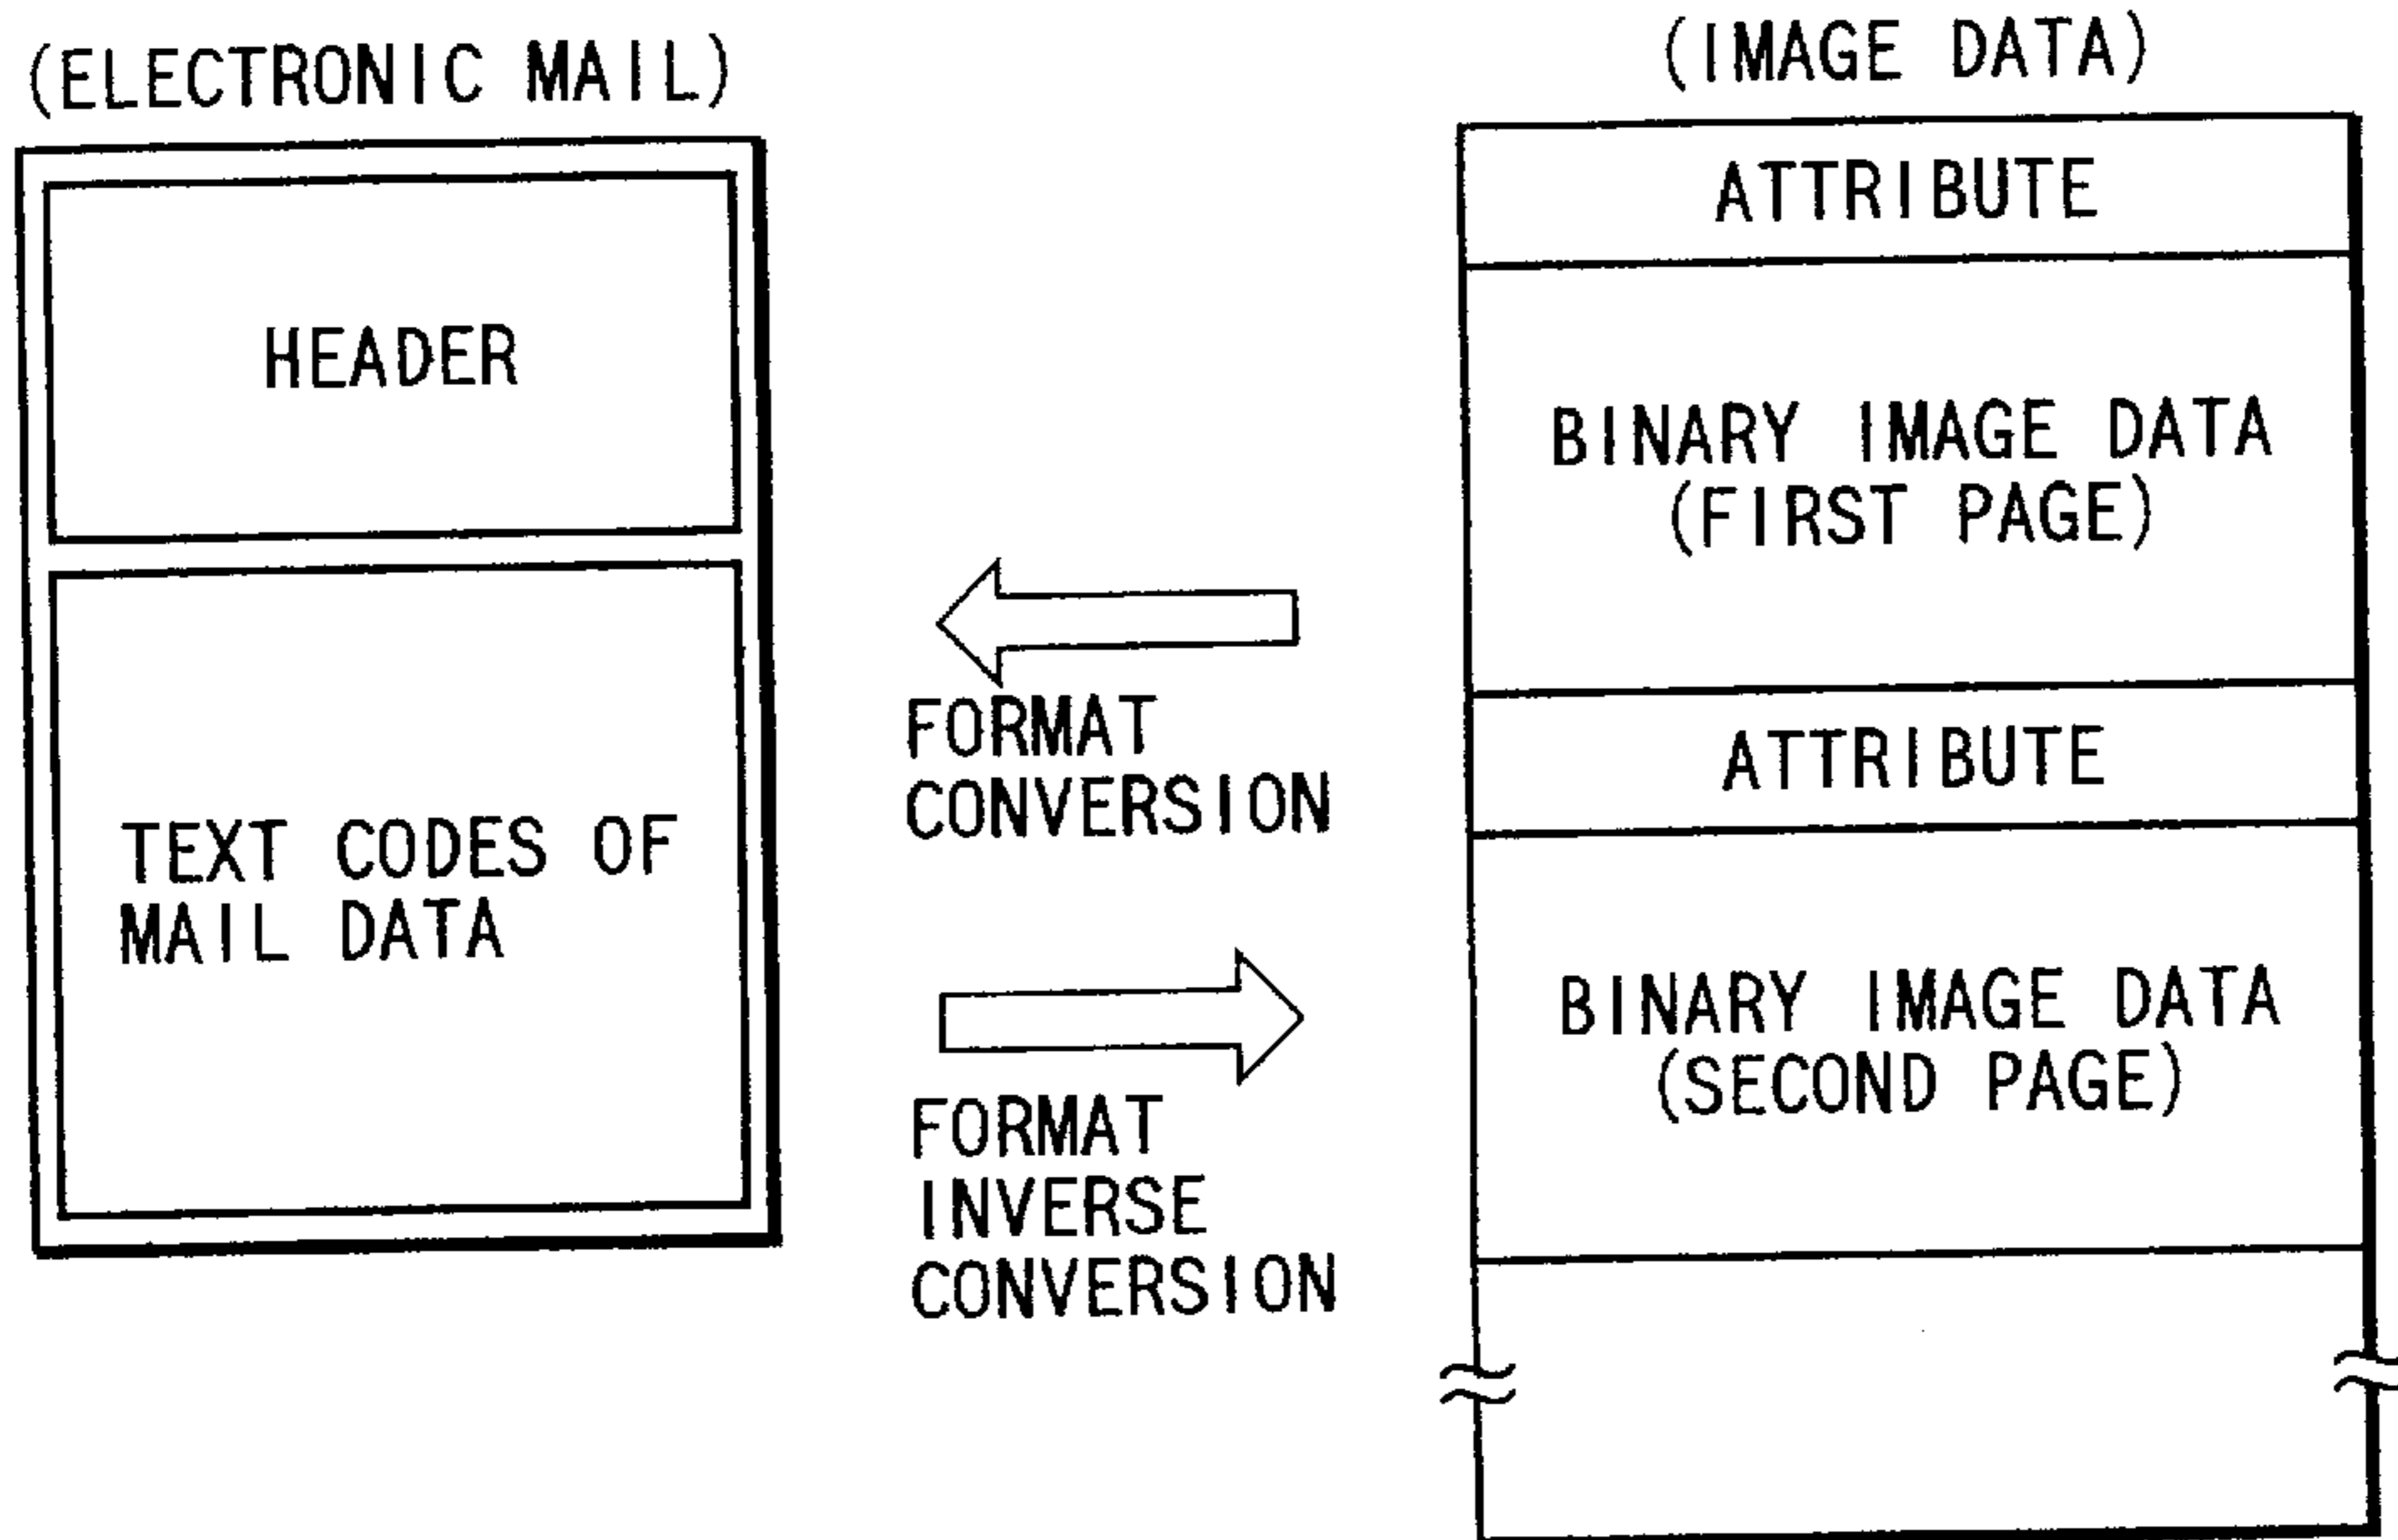 (ELECTRONIC MAIL)
HEADER
TEXT CODES OF
MAIL DATA
FORMAT
CONVERSION
FORMAT
INVERSE
CONVERSION
(IMAGE DATA)
ATTRIBUTE
BINARY IMAGE DATA
(FIRST PAGE)
ATTRIBUTE
BINARY IMAGE DATA
(SECOND PAGE)